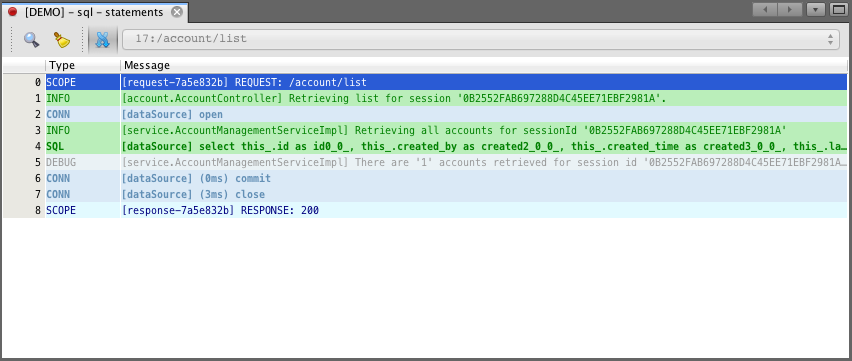 [DEMO] - sql - statements
17:/account/list
Type Message
0 SCOPE [request-7a5e832b] REQUEST: /account/list
1 INFO [account.AccountController] Retrieving list for session '0B2552FAB697288D4C45EE71EBF2981A'.
2 CONN [dataSource] open
3 INFO [service.AccountManagementServiceImpl] Retrieving all accounts for sessionId '0B2552FAB697288D4C45EE71EBF2981A'
4 SQL [dataSource] select this_.id as id0_0_, this_.created_by as created2_0_0_, this_.created_time as created3_0_0_, this_.la…
5 DEBUG [service.AccountManagementServiceImpl] There are '1' accounts retrieved for session id '0B2552FAB697288D4C45EE71EBF2981A…
6 CONN [dataSource] (0ms) commit
7 CONN [dataSource] (3ms) close
8 SCOPE [response-7a5e832b] RESPONSE: 200